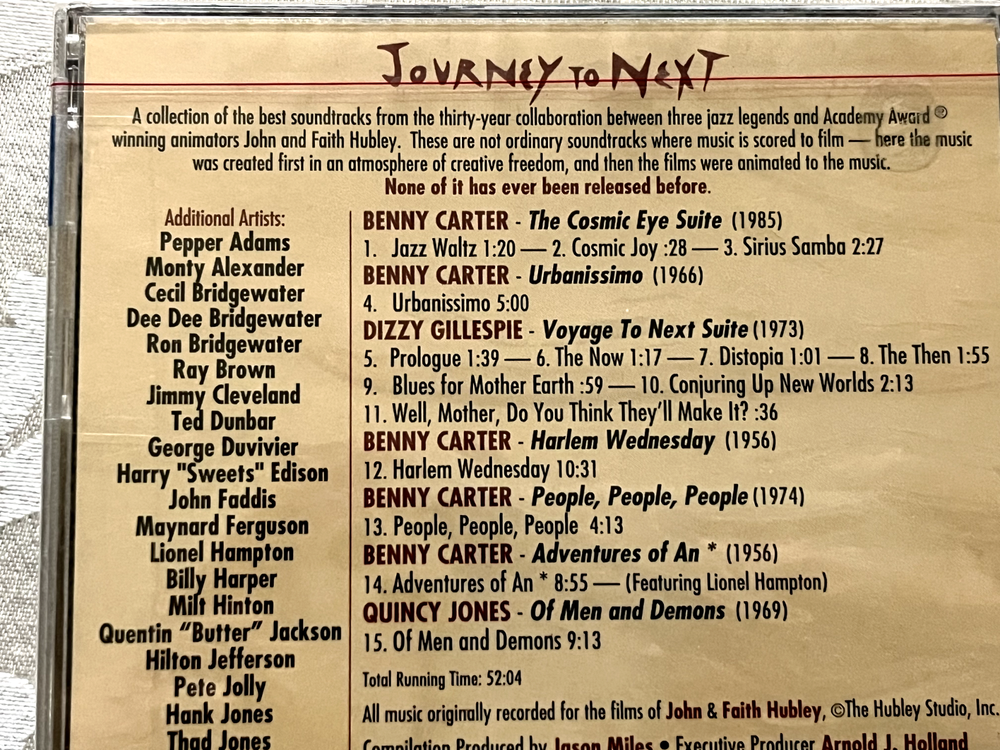 JOURNEY TO NEXT
A collection of the best soundtracks from the thirty-year collaboration between three jazz legends and Academy Award ®
winning animators John and Faith Hubley. These are not ordinary soundtracks where music is scored to film — here the music
was created first in an atmosphere of creative freedom, and then the films were animated to the music.
None of it has ever been released before.
Additional Artists:
Pepper Adams
Monty Alexander
Cecil Bridgewater
Dee Dee Bridgewater
Ron Bridgewater
Ray Brown
Jimmy Cleveland
Ted Dunbar
George Duvivier
Harry "Sweets" Edison
John Faddis
Maynard Ferguson
Lionel Hampton
Billy Harper
Milt Hinton
Quentin “Butter” Jackson
Hilton Jefferson
Pete Jolly
Hank Jones
Thad Jones
BENNY CARTER - The Cosmic Eye Suite (1985)
1. Jazz Waltz 1:20 — 2. Cosmic Joy :28 — 3. Sirius Samba 2:27
BENNY CARTER - Urbanissimo (1966)
4. Urbanissimo 5:00
DIZZY GILLESPIE - Voyage To Next Suite (1973)
5. Prologue 1:39 — 6. The Now 1:17 — 7. Distopia 1:01 — 8. The Then 1:55
9. Blues for Mother Earth :59 — 10. Conjuring Up New Worlds 2:13
11. Well, Mother, Do You Think They’ll Make It? :36
BENNY CARTER - Harlem Wednesday (1956)
12. Harlem Wednesday 10:31
BENNY CARTER - People, People, People (1974)
13. People, People, People 4:13
BENNY CARTER - Adventures of An * (1956)
14. Adventures of An * 8:55 — (Featuring Lionel Hampton)
QUINCY JONES - Of Men and Demons (1969)
15. Of Men and Demons 9:13
Total Running Time: 52:04
All music originally recorded for the films of John & Faith Hubley, ©The Hubley Studio, Inc.
Compilation Produced by Jason Miles • Executive Producer Arnold J. Holland